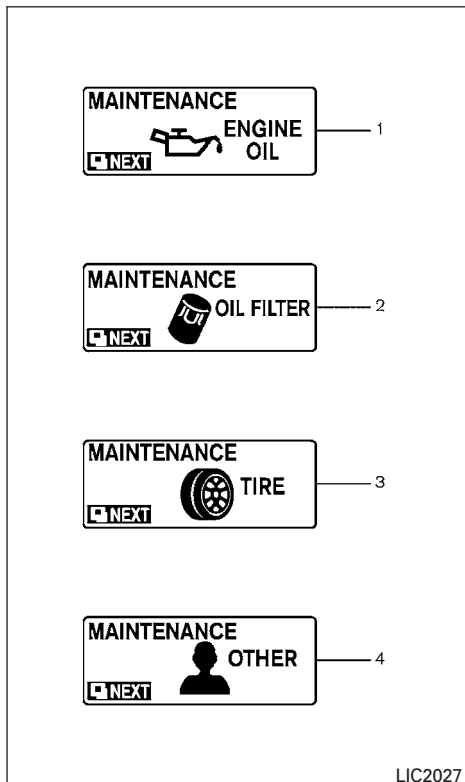 MAINTENANCE
ENGINE
OIL
NEXT
1
MAINTENANCE
OIL FILTER
NEXT
2
MAINTENANCE
TIRE
NEXT
3
MAINTENANCE
OTHER
NEXT
4
LIC2027